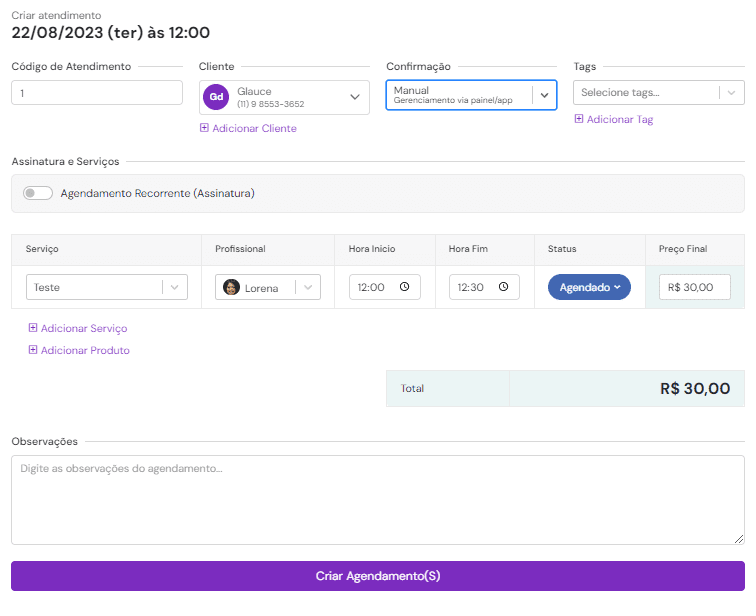 Criar atendimento
22/08/2023 (ter) às 12:00
Código de Atendimento
Cliente
Confirmação
Tags
1
Gd
Glauce
(11) 9 8553-3652
Manual
Gerenciamento via painel/app
Selecione tags...
Adicionar Cliente
Adicionar Tag
Assinatura e Serviços
Agendamento Recorrente (Assinatura)
Serviço Profissional Hora Inicio Hora Fim Status Preço Final
Teste Lorena 12:00 12:30 Agendado R$ 30,00
Adicionar Serviço
Adicionar Produto
Total R$ 30,00
Observações
Digite as observações do agendamento...
Criar Agendamento(S)